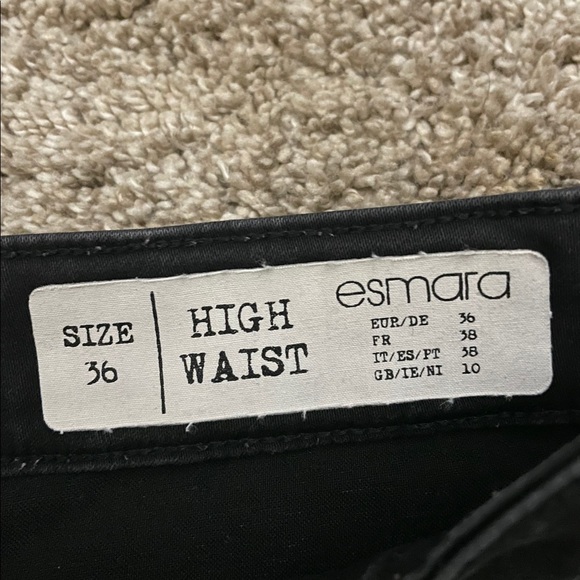 SIZE
36
HIGH
WAIST
esmara
EUR/DE 36
FR 38
IT/ES/PT 38
GB/IE/NI 10